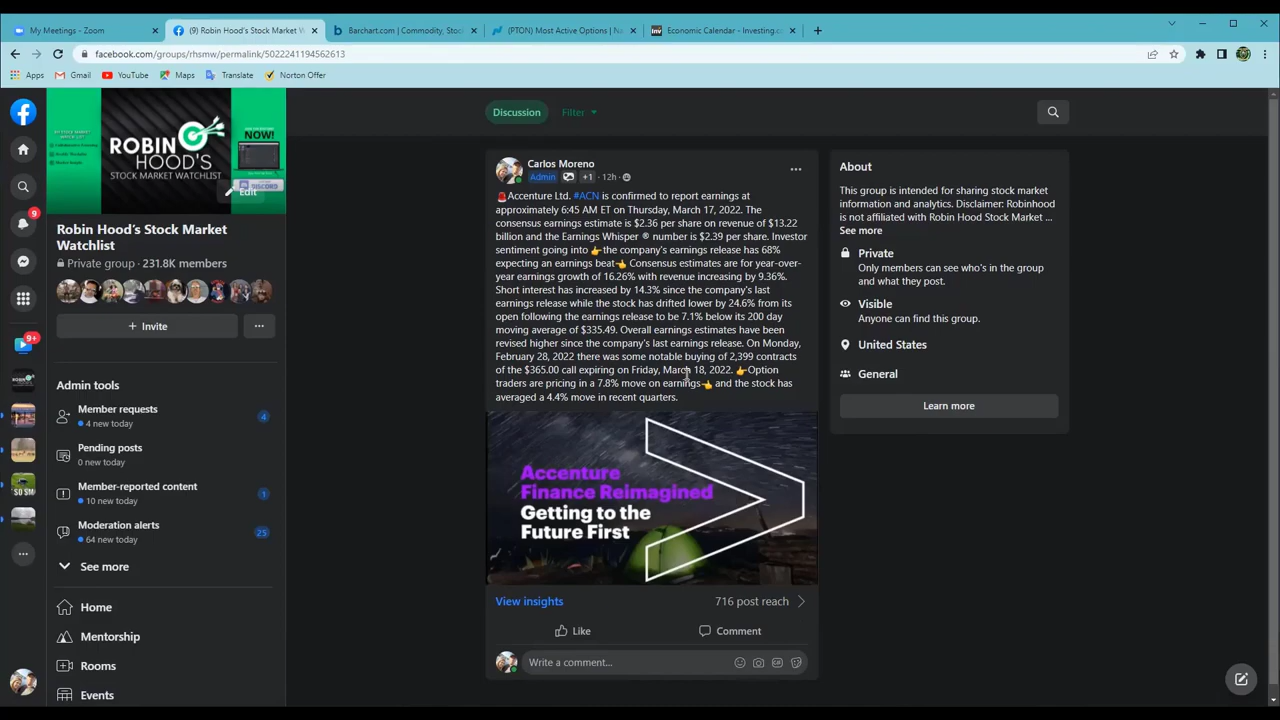 My Meetings - Zoom
(9) Robin Hood's Stock Market W
Barchart.com | Commodity, Stoc
(PTON) Most Active Options | N
Economic Calendar - Investing.c
facebook.com/groups/rhsmw/permalink/5022241194562613
Apps
Gmail
YouTube
Maps
Translate
Norton Offer
ROBIN
HOOD'S
STOCK MARKET WATCHLIST
NOW!
DISCORD
Edit
Robin Hood's Stock Market
Watchlist
Private group · 231.8K members
+ Invite
Admin tools
Member requests
4 new today
4
Pending posts
0 new today
Member-reported content
10 new today
1
Moderation alerts
64 new today
25
See more
Home
Mentorship
Rooms
Events
9
9+
Discussion
Filter
Carlos Moreno
Admin +1 · 12h ·
🚨Accenture Ltd. #ACN is confirmed to report earnings at
approximately 6:45 AM ET on Thursday, March 17, 2022. The
consensus earnings estimate is $2.36 per share on revenue of $13.22
billion and the Earnings Whisper ® number is $2.39 per share. Investor
sentiment going into 👉the company's earnings release has 68%
expecting an earnings beat👈 Consensus estimates are for year-over-
year earnings growth of 16.26% with revenue increasing by 9.36%.
Short interest has increased by 14.3% since the company's last
earnings release while the stock has drifted lower by 24.6% from its
open following the earnings release to be 7.1% below its 200 day
moving average of $335.49. Overall earnings estimates have been
revised higher since the company's last earnings release. On Monday,
February 28, 2022 there was some notable buying of 2,399 contracts
of the $365.00 call expiring on Friday, March 18, 2022. 👉Option
traders are pricing in a 7.8% move on earnings👈 and the stock has
averaged a 4.4% move in recent quarters.
Accenture
Finance Reimagined
Getting to the
Future First
View insights
716 post reach
Like
Comment
Write a comment...
About
This group is intended for sharing stock market
information and analytics. Disclaimer: Robinhood
is not affiliated with Robin Hood Stock Market ...
See more
Private
Only members can see who's in the group
and what they post.
Visible
Anyone can find this group.
United States
General
Learn more